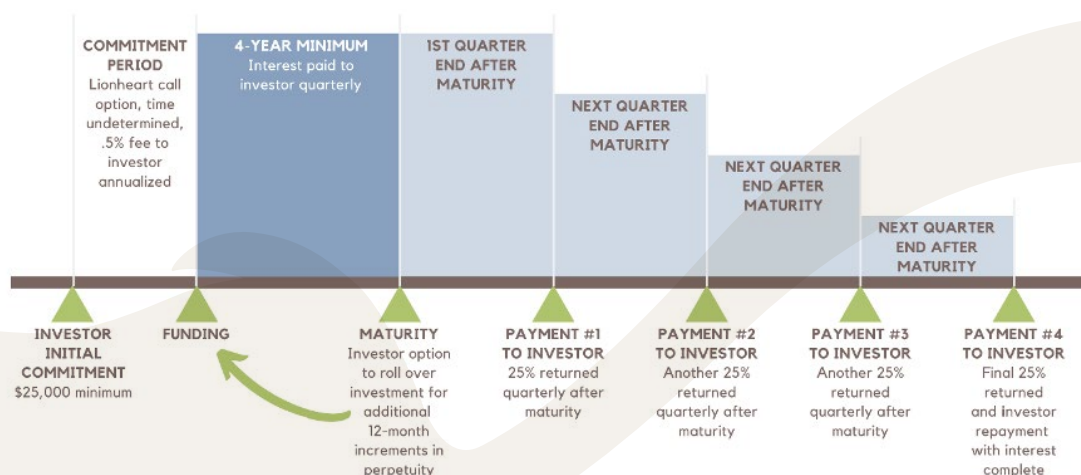 COMMITMENT
PERIOD
Lionheart call
option, time
undetermined,
.5% fee to
investor
annualized
4-YEAR MINIMUM
Interest paid to
investor quarterly
1ST QUARTER
END AFTER
MATURITY
NEXT QUARTER
END AFTER
MATURITY
NEXT QUARTER
END AFTER
MATURITY
NEXT QUARTER
END AFTER
MATURITY
INVESTOR
INITIAL
COMMITMENT
$25,000 minimum
FUNDING
MATURITY
Investor option
to roll over
investment for
additional
12-month
increments in
perpetuity
PAYMENT #1
TO INVESTOR
25% returned
quarterly after
maturity
PAYMENT #2
TO INVESTOR
Another 25%
returned
quarterly after
maturity
PAYMENT #3
TO INVESTOR
Another 25%
returned
quarterly after
maturity
PAYMENT #4
TO INVESTOR
Final 25%
returned
and investor
repayment
with interest
complete